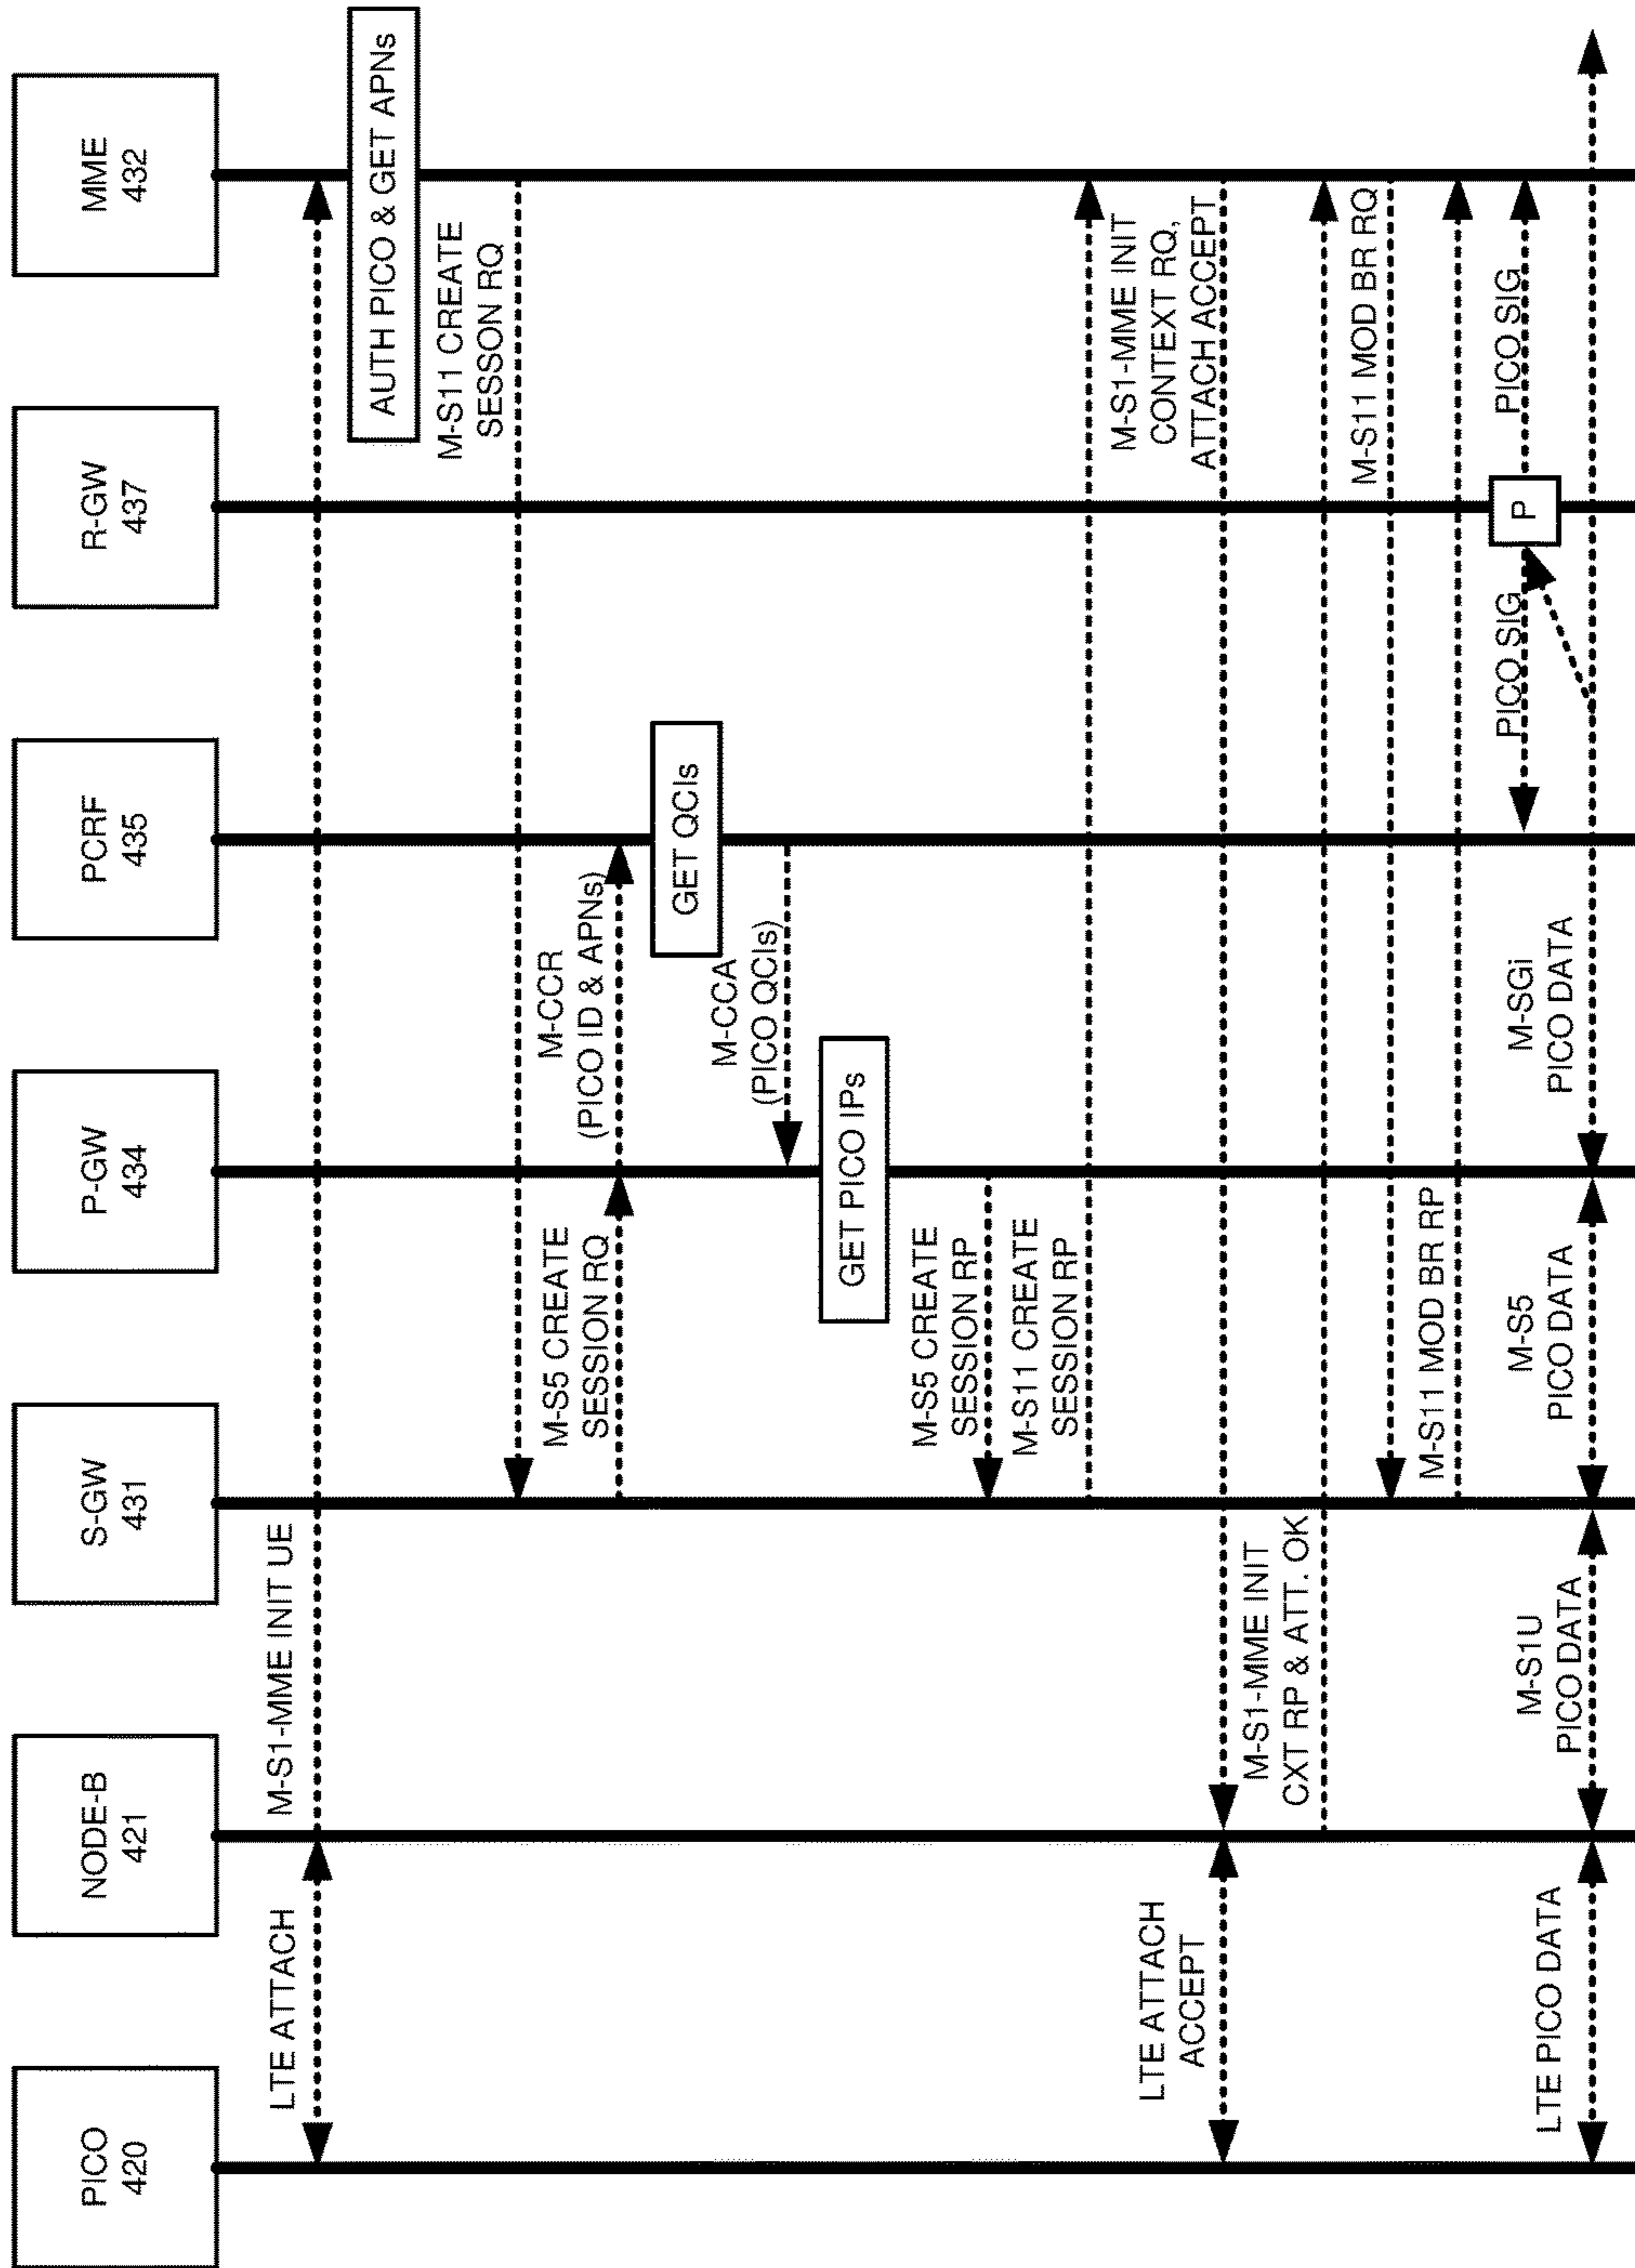 PICO
420
NODE-B
421
S-GW
431
P-GW
434
PCRF
435
R-GW
437
MME
432
LTE ATTACH
M-S1-MME INIT UE
AUTH PICO & GET APNs
M-S11 CREATE
SESSON RQ
M-S5 CREATE
SESSION RQ
M-CCR
(PICO ID & APNs)
GET QCIs
M-CCA
(PICO QCIs)
GET PICO IPs
M-S5 CREATE
SESSION RP
M-S11 CREATE
SESSION RP
M-S1-MME INIT
CONTEXT RQ,
ATTACH ACCEPT
LTE ATTACH
ACCEPT
M-S1-MME INIT
CXT RP & ATT. OK
M-S11 MOD BR RQ
M-S11 MOD BR RP
PICO SIG
P
PICO SIG
LTE PICO DATA
M-S1U
PICO DATA
M-S5
PICO DATA
M-SGi
PICO DATA